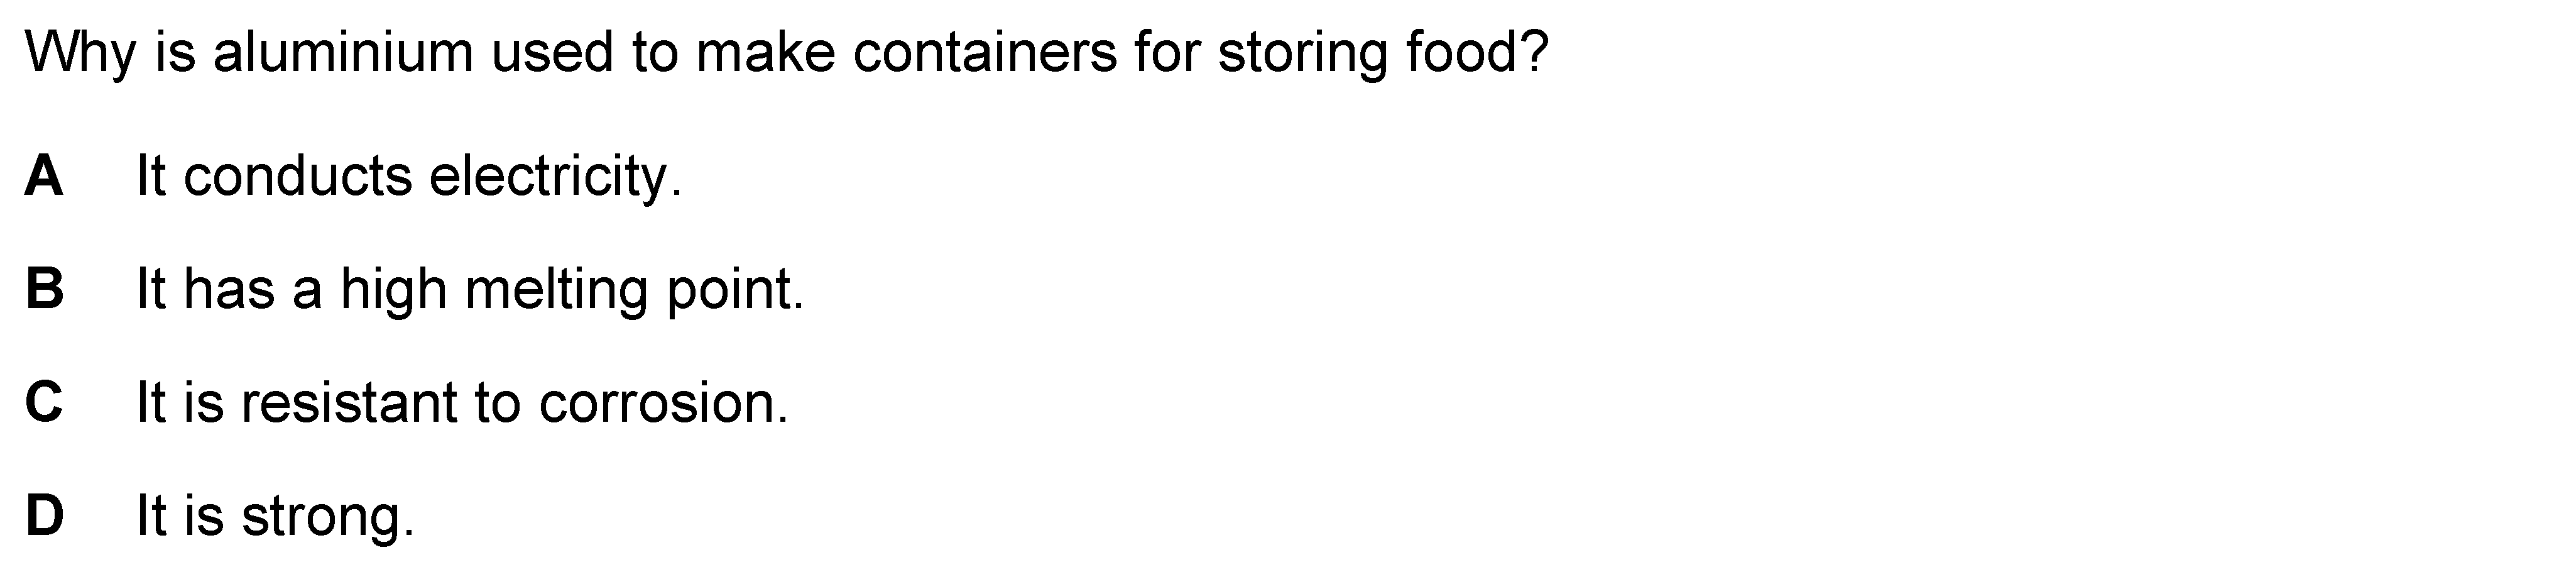 Why is aluminium used to make containers for storing food?
A It conducts electricity.
B It has a high melting point.
C It is resistant to corrosion.
D It is strong.